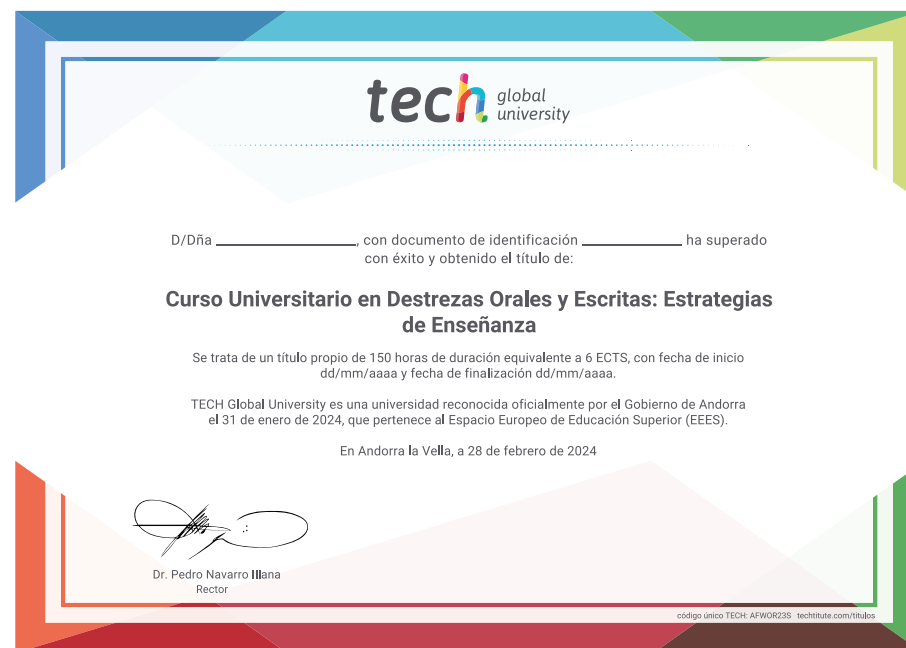 tech global university
D/Dña ________________, con documento de identificación ____________ ha superado
con éxito y obtenido el título de:
Curso Universitario en Destrezas Orales y Escritas: Estrategias
de Enseñanza
Se trata de un título propio de 150 horas de duración equivalente a 6 ECTS, con fecha de inicio
dd/mm/aaaa y fecha de finalización dd/mm/aaaa.
TECH Global University es una universidad reconocida oficialmente por el Gobierno de Andorra
el 31 de enero de 2024, que pertenece al Espacio Europeo de Educación Superior (EEES).
En Andorra la Vella, a 28 de febrero de 2024
Dr. Pedro Navarro Illana
Rector
código único TECH: AFWOR23S techtitute.com/titulos